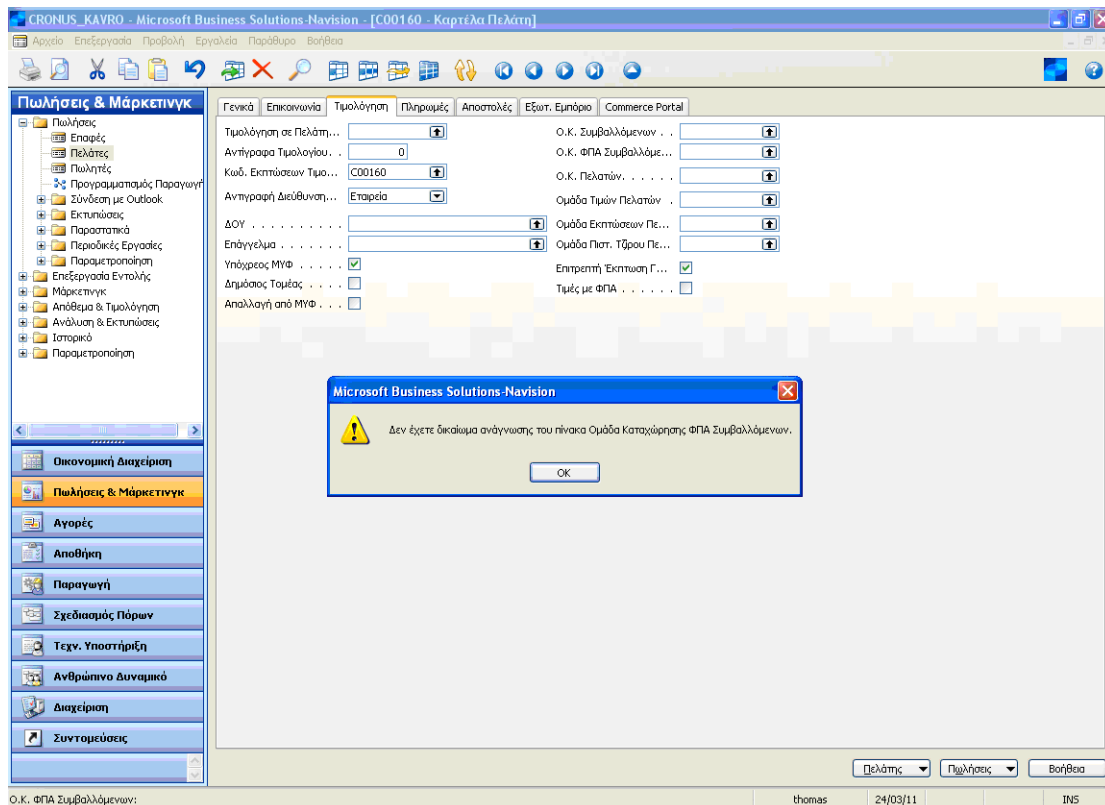 CRONUS_KAVRO - Microsoft Business Solutions-Navision - [C00160 - Καρτέλα Πελάτη]
Αρχείο Επεξεργασία Προβολή Εργαλεία Παράθυρο Βοήθεια
Πωλήσεις & Μάρκετινγκ
Πωλήσεις
Επαφές
Πελάτες
Πωλητές
Προγραμματισμός Παραγωγή
Σύνδεση με Outlook
Εκτυπώσεις
Παραστατικά
Περιοδικές Εργασίες
Παραμετροποίηση
Επεξεργασία Εντολής
Μάρκετινγκ
Απόθεμα & Τιμολόγηση
Ανάλυση & Εκτυπώσεις
Ιστορικό
Παραμετροποίηση
Οικονομική Διαχείριση
Πωλήσεις & Μάρκετινγκ
Αγορές
Αποθήκη
Παραγωγή
Σχεδιασμός Πόρων
Τεχν. Υποστήριξη
Ανθρώπινο Δυναμικό
Διαχείριση
Συντομεύσεις
Γενικά Επικοινωνία Τιμολόγηση Πληρωμές Αποστολές Εξωτ. Εμπόριο Commerce Portal
Τιμολόγηση σε Πελάτη...
Αντίγραφα Τιμολογίου. . 0
Κωδ. Εκπτώσεων Τιμο... C00160
Αντιγραφή Διεύθυνση... Εταιρεία
ΔΟΥ . . . . . . . . . .
Επάγγελμα . . . . . . .
Υπόχρεος ΜΥΦ . . . . .
Δημόσιος Τομέας . . . .
Απαλλαγή από ΜΥΦ . . .
Ο.Κ. Συμβαλλόμενων . .
Ο.Κ. ΦΠΑ Συμβαλλόμε...
Ο.Κ. Πελατών. . . . . .
Ομάδα Τιμών Πελατών .
Ομάδα Εκπτώσεων Πε...
Ομάδα Πιστ. Τζίρου Πε...
Επιτρεπτή Έκπτωση Γ...
Τιμές με ΦΠΑ . . . . . .
Microsoft Business Solutions-Navision
Δεν έχετε δικαίωμα ανάγνωσης του πίνακα Ομάδα Καταχώρησης ΦΠΑ Συμβαλλόμενων.
OK
Πελάτης Πωλήσεις Βοήθεια
Ο.Κ. ΦΠΑ Συμβαλλόμενων: thomas 24/03/11 INS